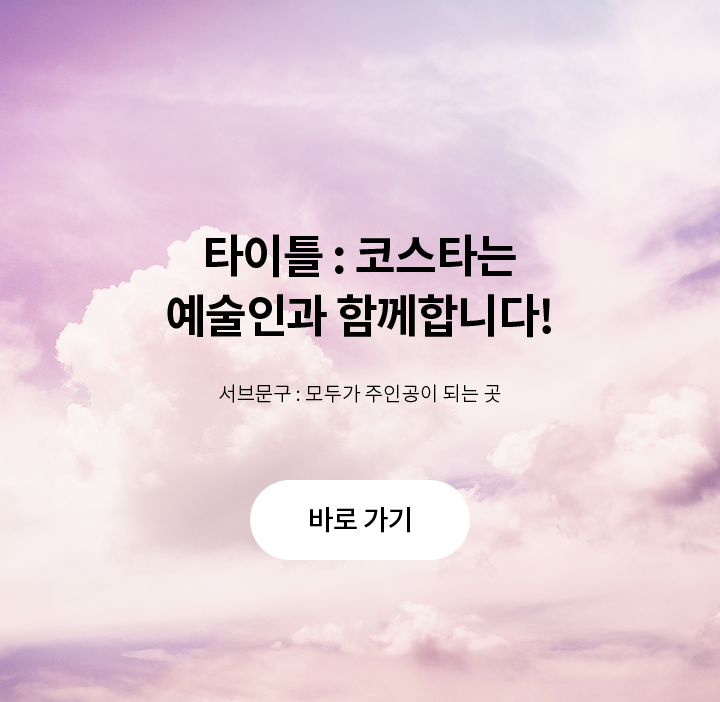 타이틀 : 코스타는
예술인과 함께합니다!
서브문구 : 모두가 주인공이 되는 곳
바로 가기